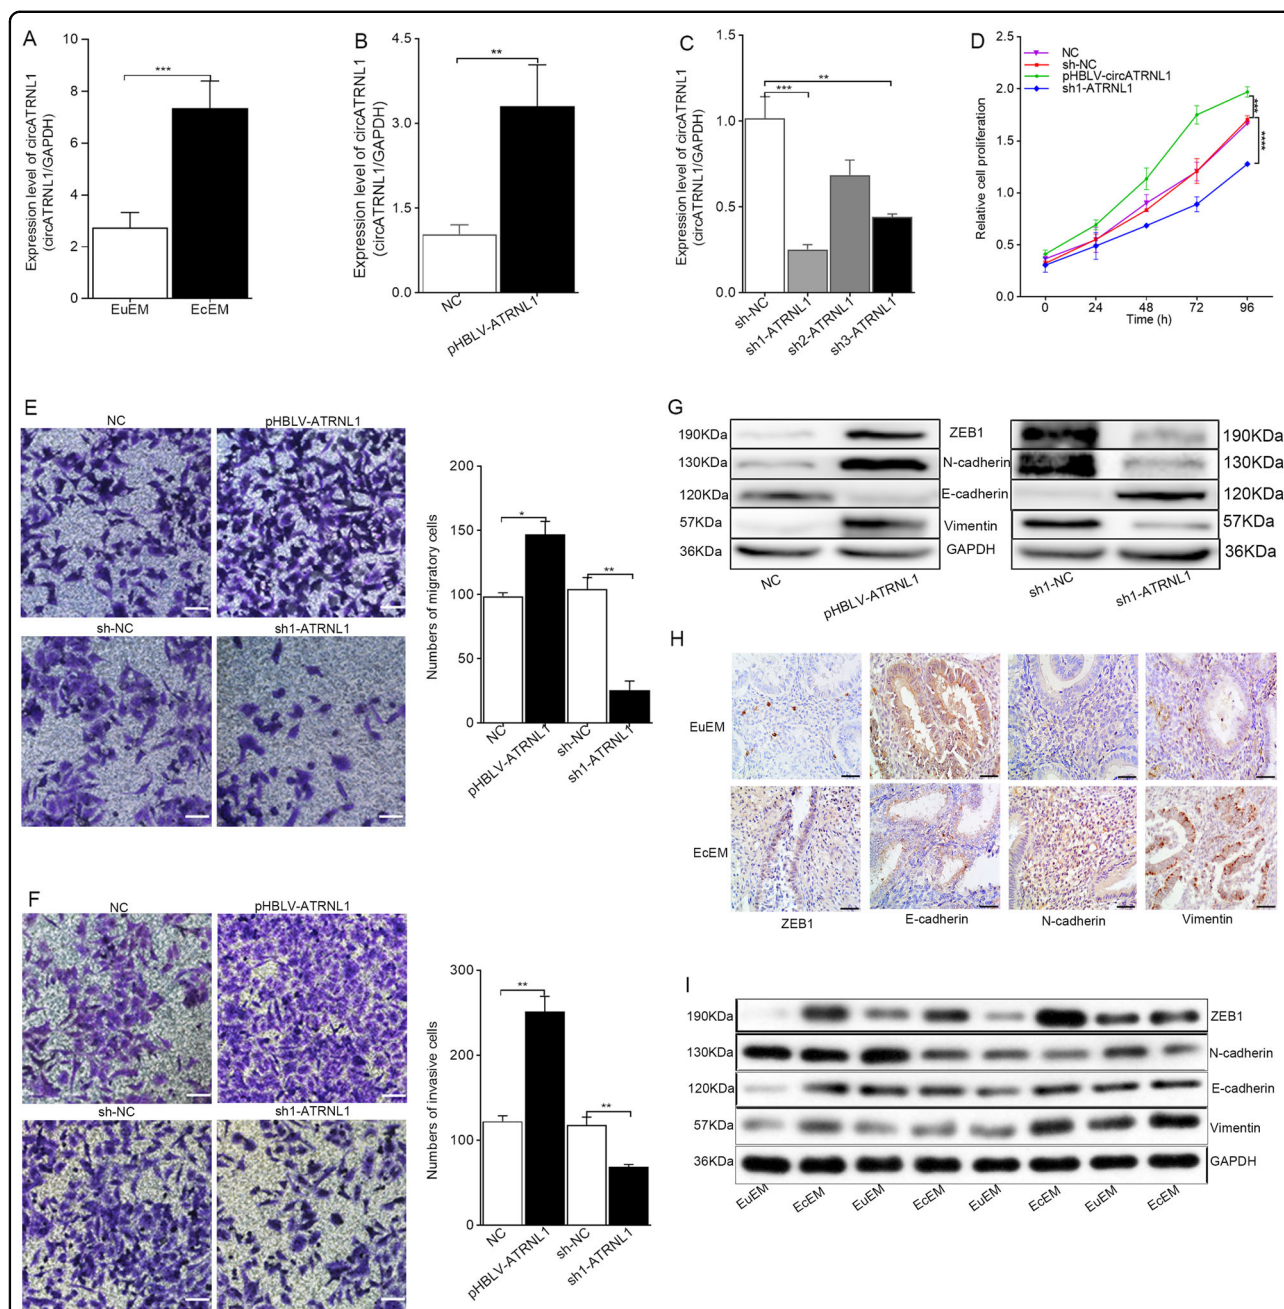 A
Expression level of circATRNL1
(circATRNL1/GAPDH)
10
8
6
4
2
0
***
EuEM
EcEM
B
Expression level of circATRNL1
(circATRNL1/GAPDH)
4.5
3.0
1.5
0.0
**
NC
pHBLV-ATRNL1
C
Expression level of circATRNL1
(circATRNL1/GAPDH)
1.5
1.0
0.5
0.0
**
***
sh-NC
sh1-ATRNL1
sh2-ATRNL1
sh3-ATRNL1
D
Relative cell proliferation
2.5
2.0
1.5
1.0
0.5
0.0
NC
sh-NC
pHBLV-circATRNL1
sh1-ATRNL1
***
****
0 24 48 72 96
Time (h)
E
NC
pHBLV-ATRNL1
sh-NC
sh1-ATRNL1
Numbers of migratory cells
200
150
100
50
0
*
**
NC
pHBLV-ATRNL1
sh-NC
sh1-ATRNL1
F
NC
pHBLV-ATRNL1
sh-NC
sh1-ATRNL1
Numbers of invasive cells
300
200
100
0
**
**
NC
pHBLV-ATRNL1
sh-NC
sh1-ATRNL1
G
190KDa ZEB1 190KDa
130KDa N-cadherin 130KDa
120KDa E-cadherin 120KDa
57KDa Vimentin 57KDa
36KDa GAPDH 36KDa
NC
pHBLV-ATRNL1
sh1-NC
sh1-ATRNL1
H
EuEM
EcEM
ZEB1
E-cadherin
N-cadherin
Vimentin
I
190KDa ZEB1
130KDa N-cadherin
120KDa E-cadherin
57KDa Vimentin
36KDa GAPDH
EuEM
EcEM
EuEM
EcEM
EuEM
EcEM
EuEM
EcEM